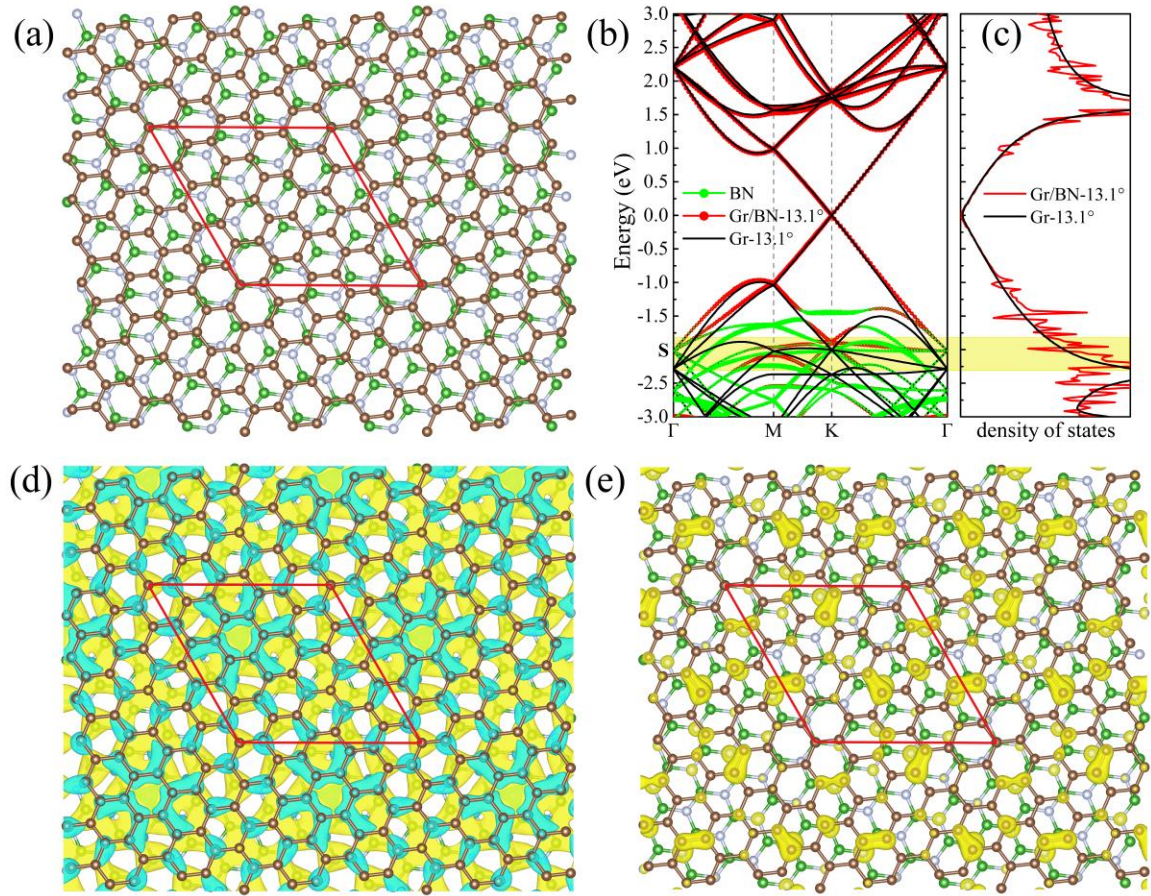 (a)
(b)
(c)
Energy (eV)
3.0
2.5
2.0
1.5
1.0
0.5
0.0
-0.5
-1.0
-1.5
S
-2.5
-3.0
BN
Gr/BN-13.1°
Gr-13.1°
Γ
M
K
Γ
Gr/BN-13.1°
Gr-13.1°
density of states
(d)
(e)